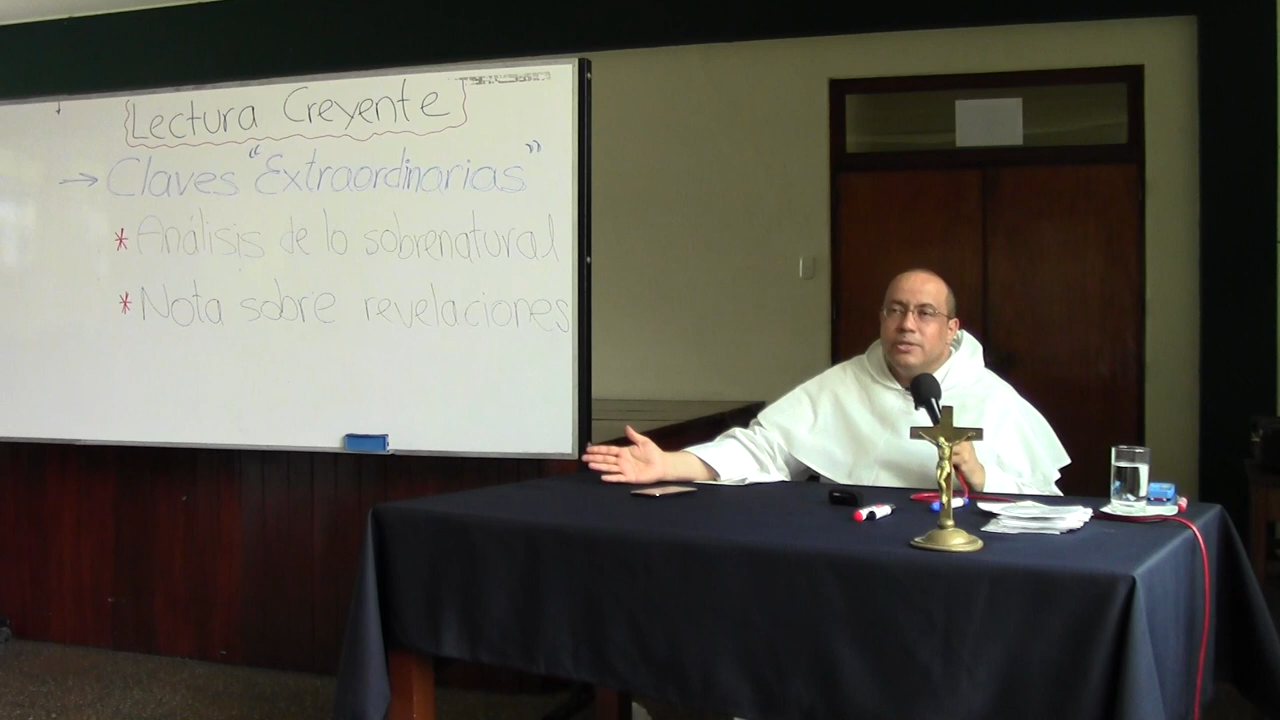 Lectura Creyente
→ Claves "Extraordinarias"
* Análisis de lo sobrenatural
* Nota sobre revelaciones